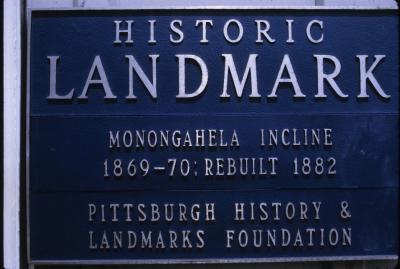 HISTORIC
LANDMARK
MONONGAHELA INCLINE
1869-70; REBUILT 1882
PITTSBURGH HISTORY &
LANDMARKS FOUNDATION